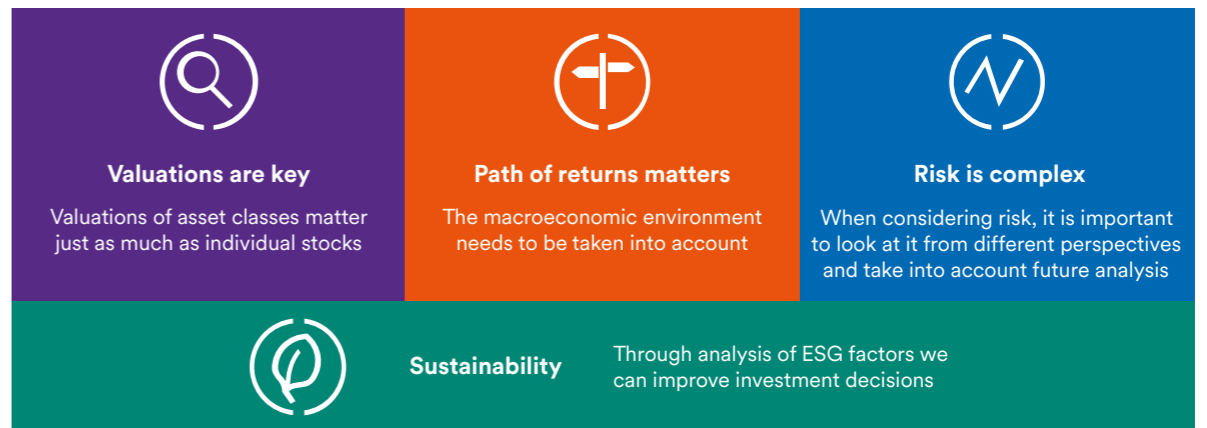 Valuations are key
Valuations of asset classes matter
just as much as individual stocks
Path of returns matters
The macroeconomic environment
needs to be taken into account
Risk is complex
When considering risk, it is important
to look at it from different perspectives
and take into account future analysis
Sustainability
Through analysis of ESG factors we
can improve investment decisions